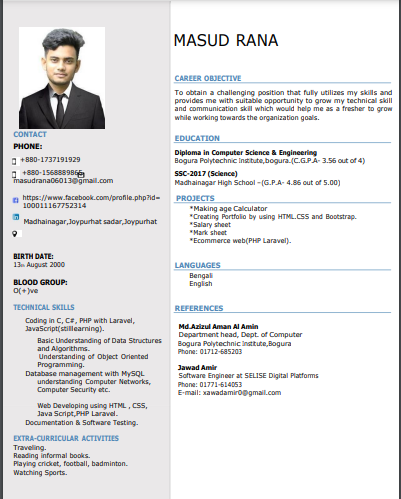 MASUD RANA
CONTACT
PHONE:
+880-1737191929
+880-1568889866
masudrana06013@gmail.com
https://www.facebook.com/profile.php?id=
100011167752314
Madhainagar,Joypurhat sadar,Joypurhat
BIRTH DATE:
13th August 2000
BLOOD GROUP:
O(+)ve
TECHNICAL SKILLS
Coding in C, C#, PHP with Laravel,
JavaScript(stilllearning).
Basic Understanding of Data Structures
and Algorithms.
Understanding of Object Oriented
Programming.
Database management with MySQL
understanding Computer Networks,
Computer Security etc.
Web Developing using HTML , CSS,
Java Script,PHP Laravel.
Documentation & Software Testing.
EXTRA-CURRICULAR ACTIVITIES
Traveling.
Reading informal books.
Playing cricket, football, badminton.
Watching Sports.
CAREER OBJECTIVE
To obtain a challenging position that fully utilizes my skills and
provides me with suitable opportunity to grow my technical skill
and communication skill which would help me as a fresher to grow
while working towards the organization goals.
EDUCATION
Diploma in Computer Science & Engineering
Bogura Polytechnic Institute,bogura.(C.G.P.A- 3.56 out of 4)
SSC-2017 (Science)
Madhainagar High School –(G.P.A- 4.86 out of 5.00)
PROJECTS
*Making age Calculator
*Creating Portfolio by using HTML.CSS and Bootstrap.
*Salary sheet
*Mark sheet
*Ecommerce web(PHP Laravel).
LANGUAGES
Bengali
English
REFERENCES
Md.Azizul Aman Al Amin
Department head, Dept. of Computer
Bogura Polytechnic Institute,Bogura
Phone: 01712-685203
Jawad Amir
Software Engineer at SELISE Digital Platforms
Phone: 01771-614053
E-mail: xawadamir0@gmail.com